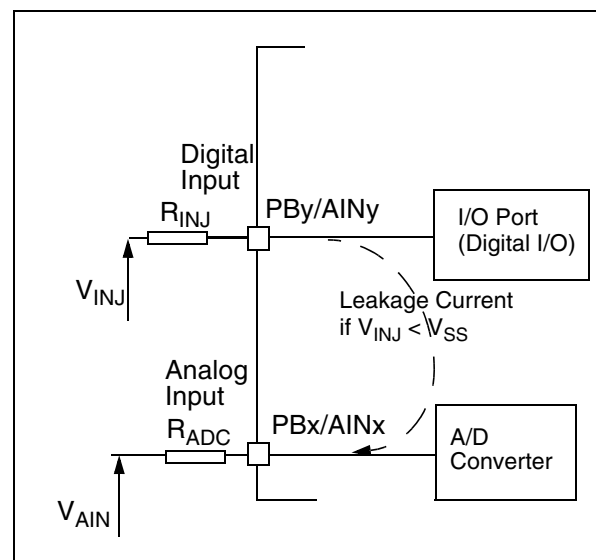 Digital
Input
R_INJ
PBy/AINy
I/O Port
(Digital I/O)
V_INJ
Leakage Current
if V_INJ < V_SS
Analog
Input
R_ADC
PBx/AINx
A/D
Converter
V_AIN